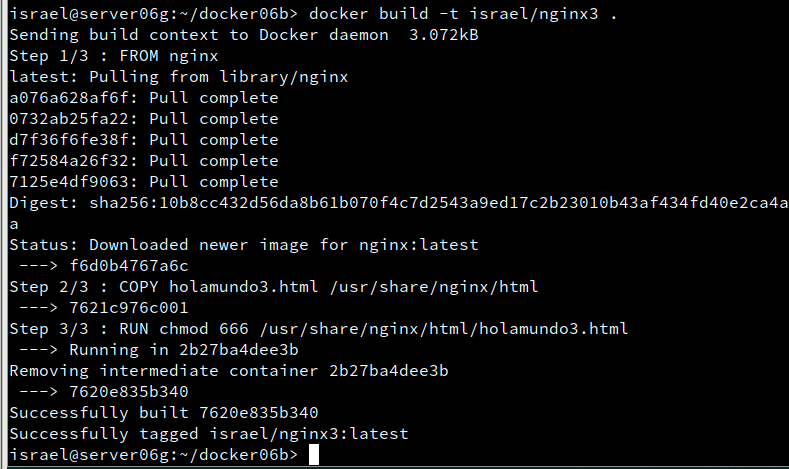 israel@server06g:~/docker06b> docker build -t israel/nginx3 .
Sending build context to Docker daemon  3.072kB
Step 1/3 : FROM nginx
latest: Pulling from library/nginx
a076a628af6f: Pull complete
0732ab25fa22: Pull complete
d7f36f6fe38f: Pull complete
f72584a26f32: Pull complete
7125e4df9063: Pull complete
Digest: sha256:10b8cc432d56da8b61b070f4c7d2543a9ed17c2b23010b43af434fd40e2ca4a
a
Status: Downloaded newer image for nginx:latest
 ---> f6d0b4767a6c
Step 2/3 : COPY holamundo3.html /usr/share/nginx/html
 ---> 7621c976c001
Step 3/3 : RUN chmod 666 /usr/share/nginx/html/holamundo3.html
 ---> Running in 2b27ba4dee3b
Removing intermediate container 2b27ba4dee3b
 ---> 7620e835b340
Successfully built 7620e835b340
Successfully tagged israel/nginx3:latest
israel@server06g:~/docker06b>